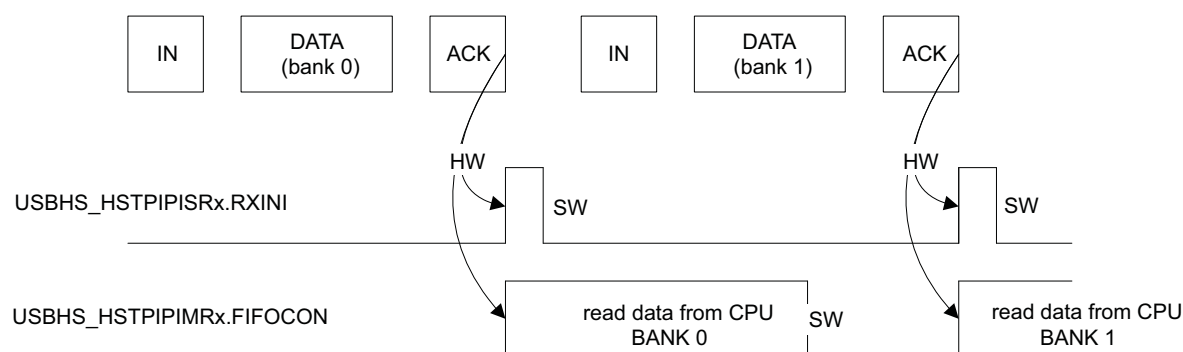 IN
DATA
(bank 0)
ACK
IN
DATA
(bank 1)
ACK
HW
HW
USBHS_HSTPIPISRx.RXINI
SW
SW
USBHS_HSTPIPIMRx.FIFOCON
read data from CPU
BANK 0
SW
read data from CPU
BANK 1